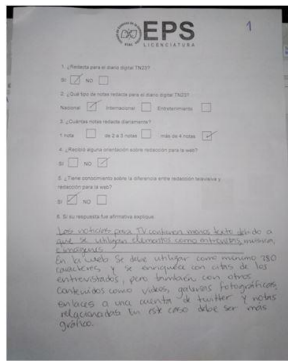 EPS
LICENCIATURA
1
1. ¿Redacta para el diario digital TN23?
SI NO
2. ¿Qué tipo de notas redacta para el diario digital TN23?
Nacional Internacional Entretenimiento
3. ¿Cuántas notas redacta diariamente?
1 nota de 2 a 3 notas más de 4 notas
4. ¿Recibió alguna orientación sobre redacción para la web?
SI NO
5. ¿Tiene conocimiento sobre la diferencia entre redacción televisiva y
redacción para la web?
SI NO
6. Si su respuesta fue afirmativa explique
Las noticias para TV contienen menos texto debido a
que se utilizan elementos como entrevistas, música
e imágenes.
En la web se debe utilizar como mínimo 780
caracteres y se enriquece con citas de los
entrevistados, pero también con otros
contenidos como videos, galerías fotográficas,
enlaces a una cuenta de twitter y notas
relacionadas. En este caso debe ser más
gráfico.